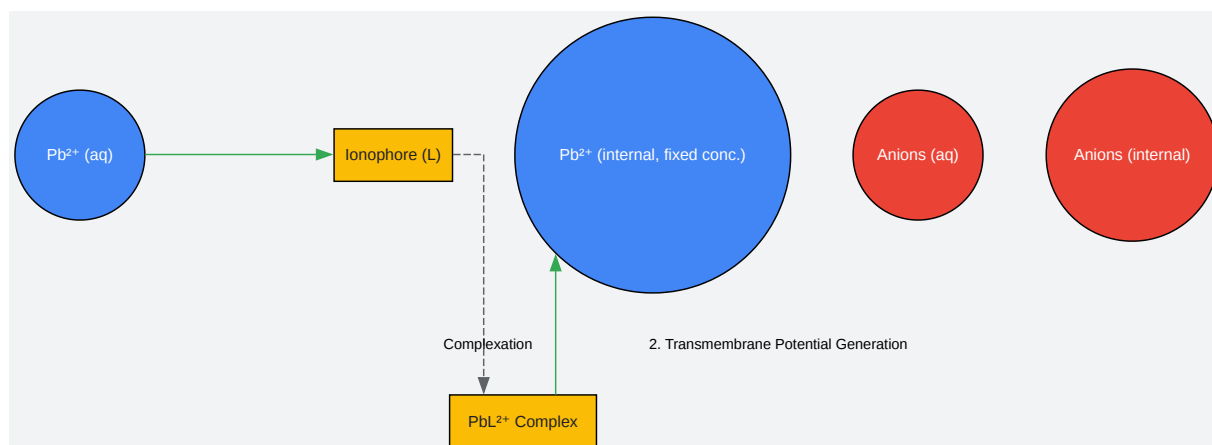 Pb²⁺ (aq)
Ionophore (L)
Pb²⁺ (internal, fixed conc.)
Anions (aq)
Anions (internal)
Complexation
2. Transmembrane Potential Generation
PbL²⁺ Complex